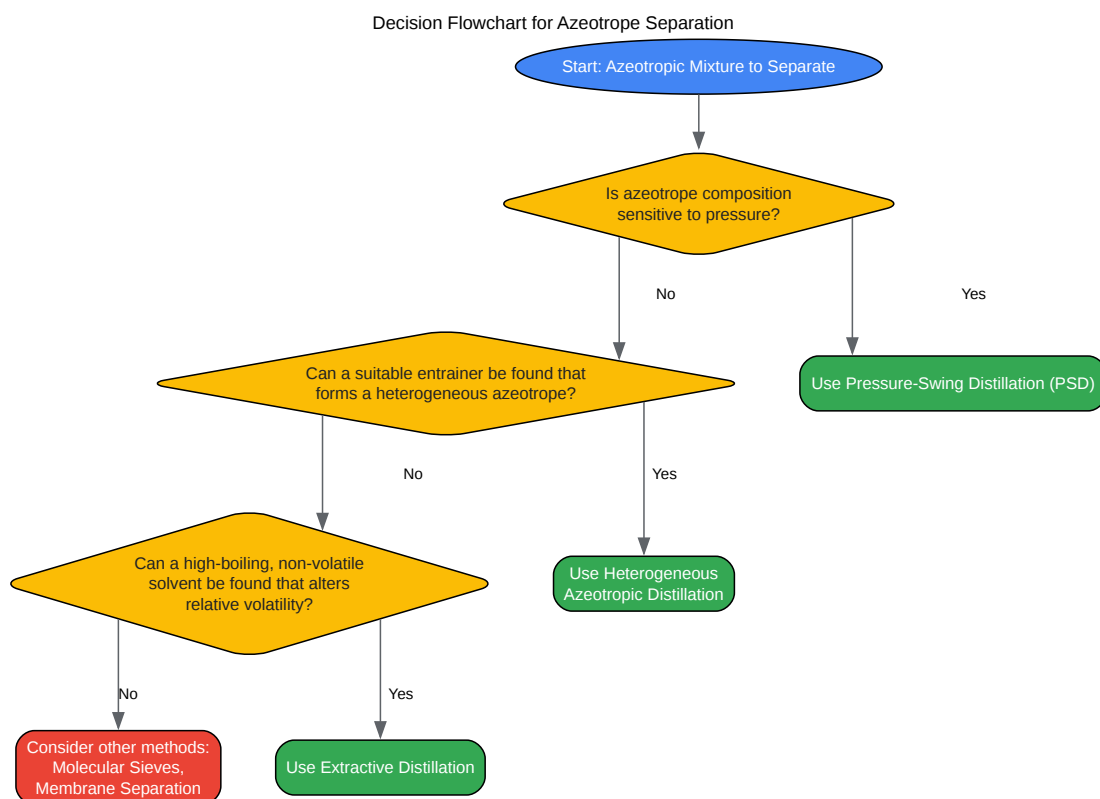 Decision Flowchart for Azeotrope Separation
Start: Azeotropic Mixture to Separate
Is azeotrope composition
sensitive to pressure?
No
Yes
Can a suitable entrainer be found that
forms a heterogeneous azeotrope?
Use Pressure-Swing Distillation (PSD)
No
Yes
Can a high-boiling, non-volatile
solvent be found that alters
relative volatility?
Use Heterogeneous
Azeotropic Distillation
No
Yes
Consider other methods:
Molecular Sieves,
Membrane Separation
Use Extractive Distillation